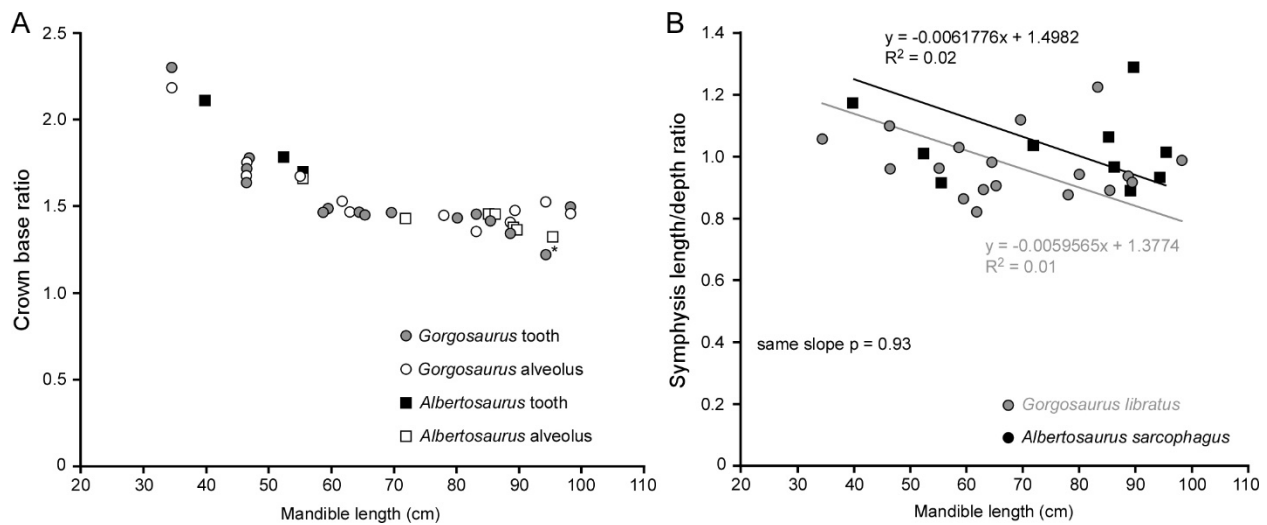 A
Crown base ratio
2.5
2.0
1.5
1.0
1.5
0
20 30 40 50 60 70 80 90 100 110
Mandible length (cm)
*
Gorgosaurus tooth
Gorgosaurus alveolus
Albertosaurus tooth
Albertosaurus alveolus
B
Symphysis length/depth ratio
1.4
1.2
1.0
0.8
0.6
0.4
0.2
0
20 30 40 50 60 70 80 90 100 110
Mandible length (cm)
y = -0.0061776x + 1.4982
R² = 0.02
y = -0.0059565x + 1.3774
R² = 0.01
same slope p = 0.93
Gorgosaurus libratus
Albertosaurus sarcophagus